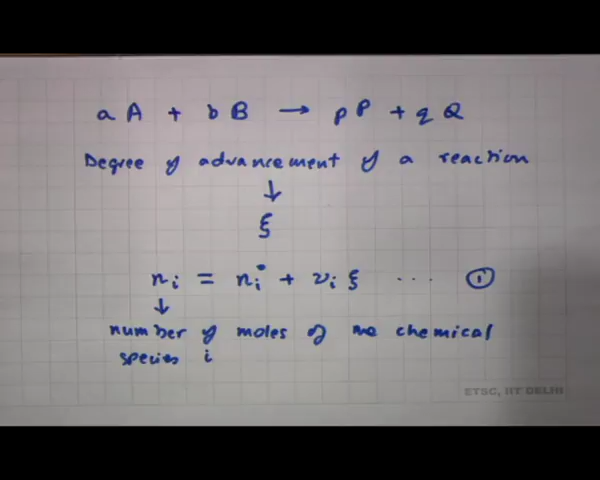 a A + b B → p P + q Q
Degree of advancement of a reaction
↓
ξ
nᵢ = nᵢ° + νᵢ ξ ... ①
↓
number of moles of the chemical
species i
ETSC, IIT DELHI